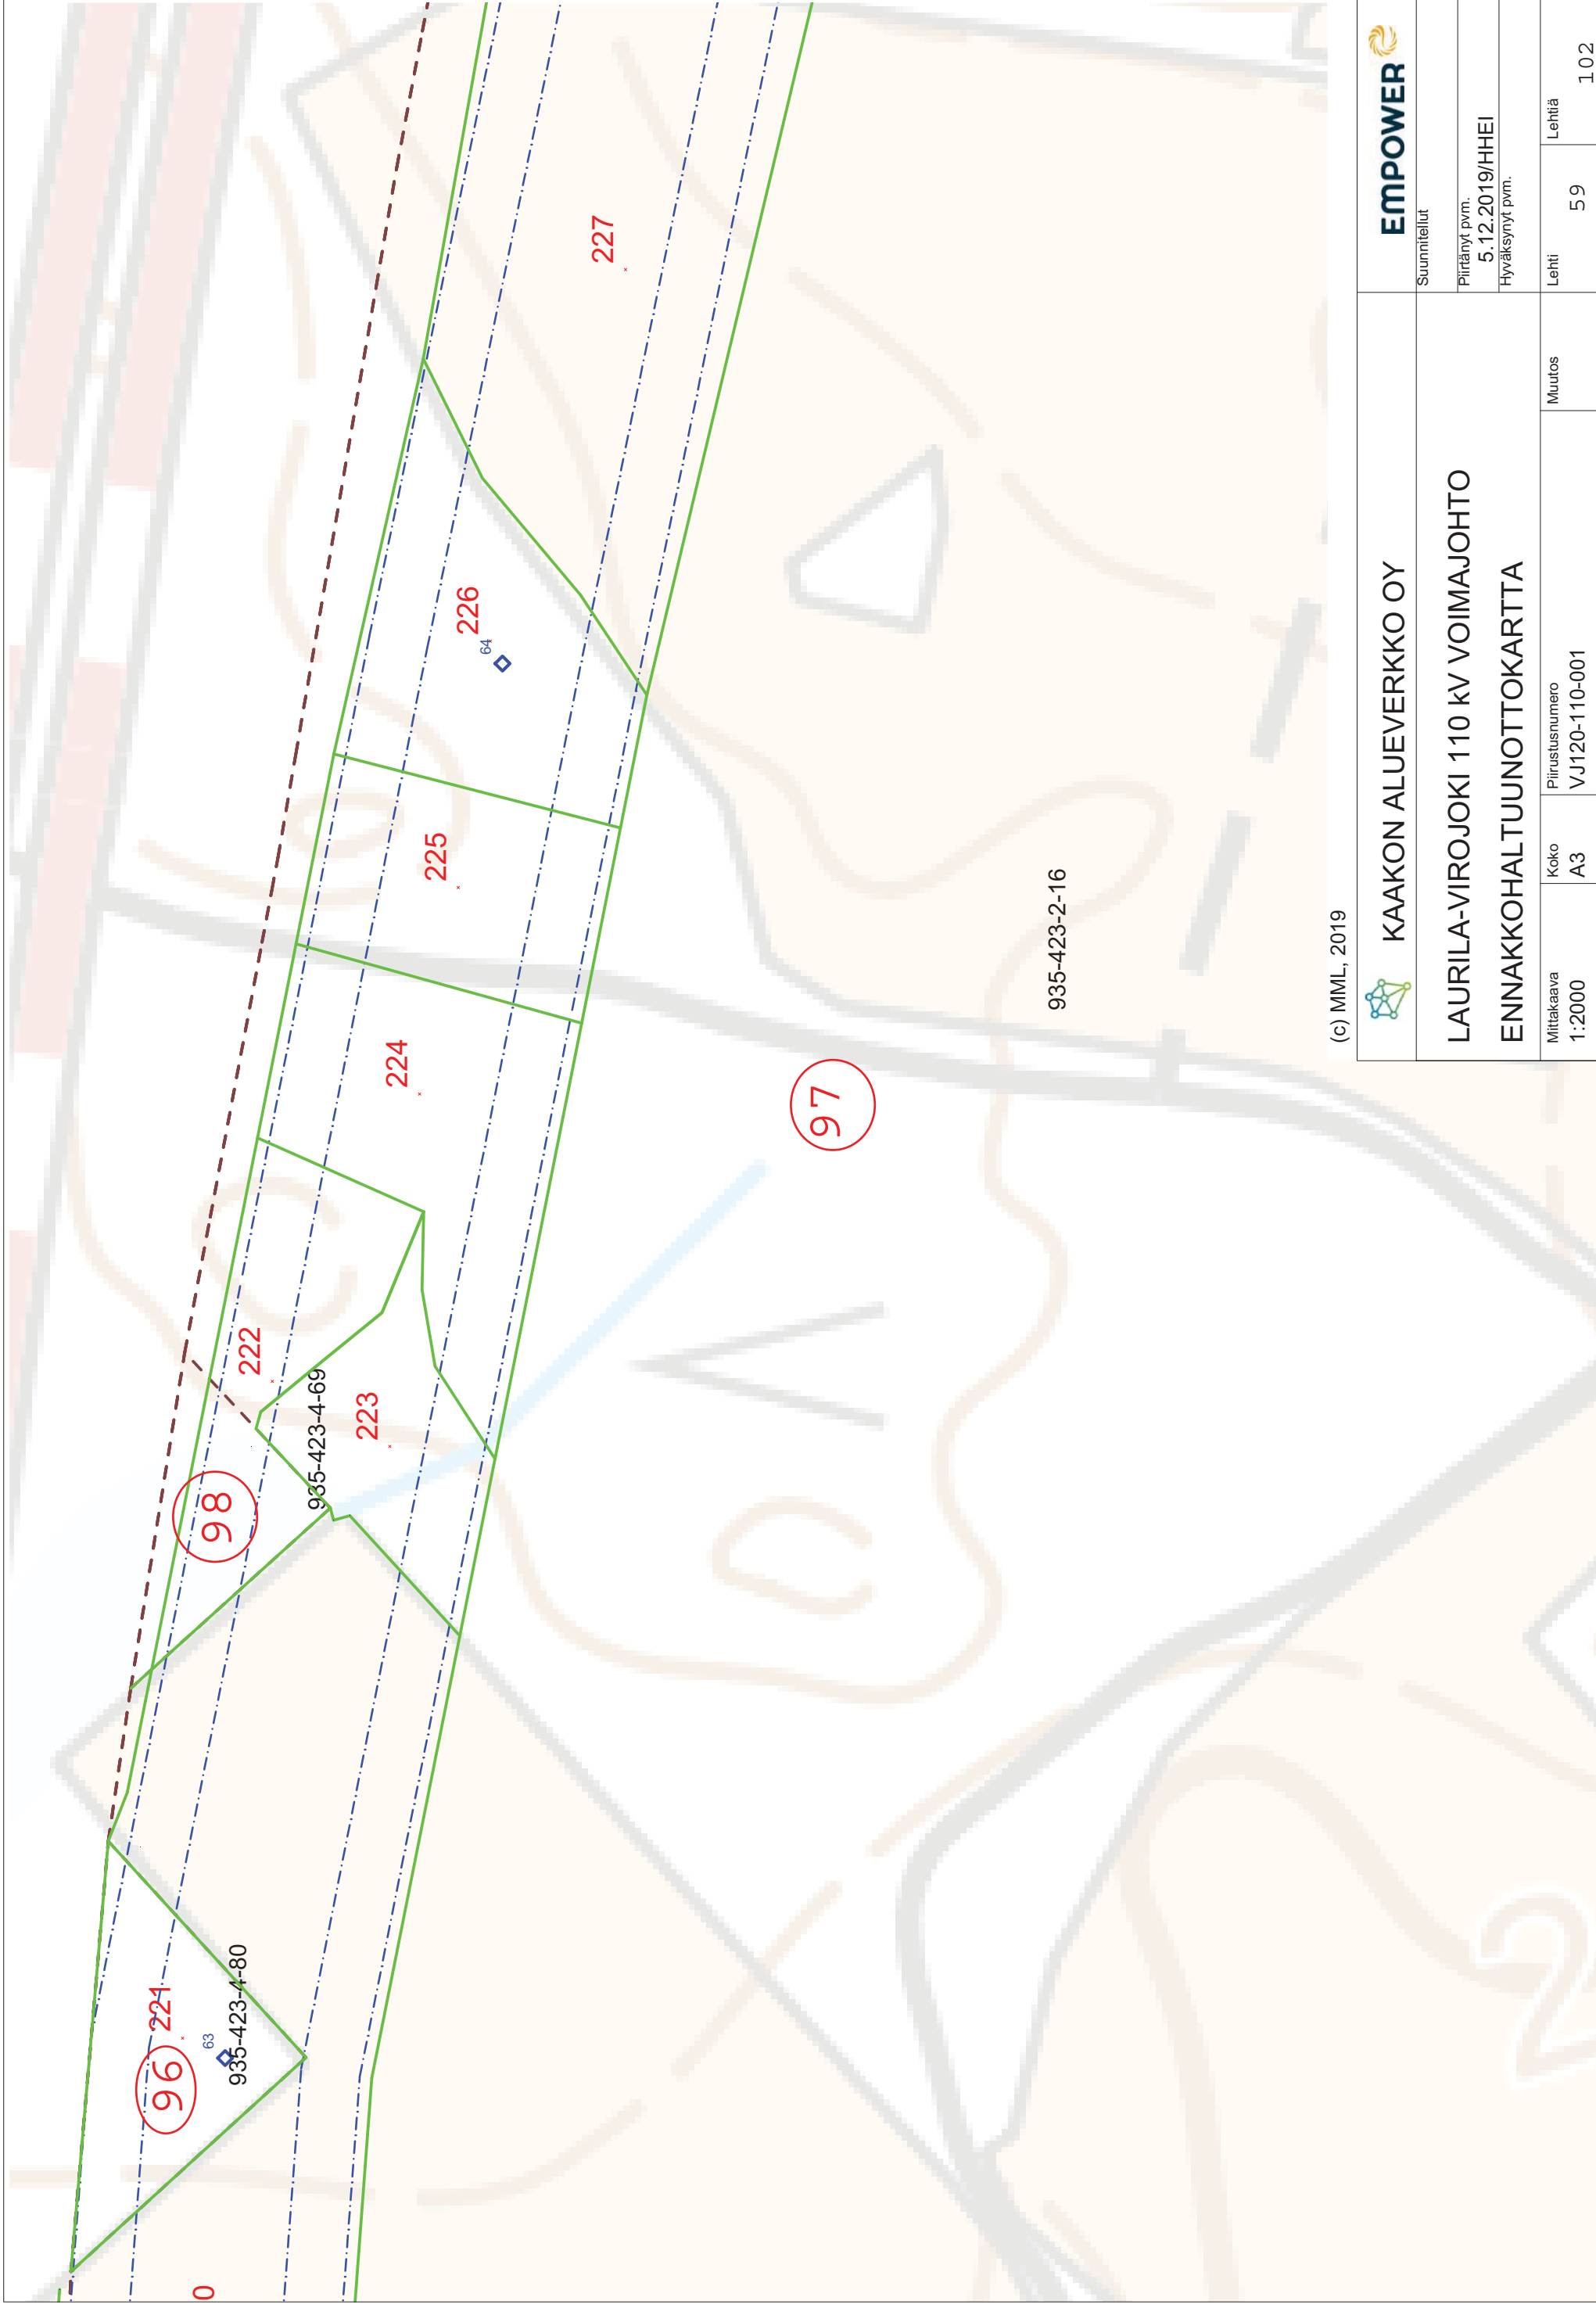 0
96
221
63
935-423-4-80
98
222
935-423-4-69
223
224
225
226
64
227
97
935-423-2-16
(c) MML, 2019
KAAKON ALUEVERKKO OY
EMPOWER
LAURILA-VIROJOKI 110 kV VOIMAJOHTO
ENNAKKOHALTUUNOTTOKARTTA
Suunnitellut
Piirtänyt pvm.
5.12.2019/HHEI
Hyväksynyt pvm.
Mittakaava
1:2000
Koko
A3
Piirustusnumero
VJ120-110-001
Muutos
Lehti
59
Lehtiä
102
2